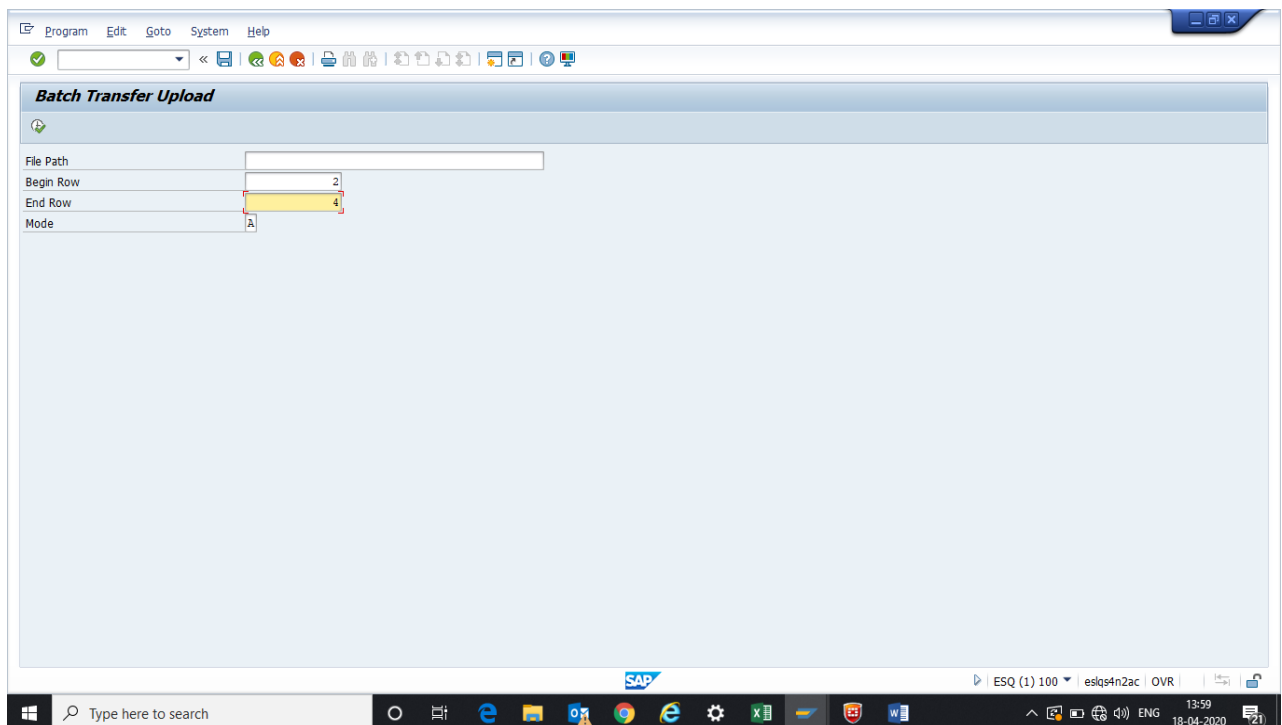 Program Edit Goto System Help
Batch Transfer Upload
File Path
Begin Row 2
End Row 4
Mode A
SAP
ESQ (1) 100 eslqs4n2ac OVR
Type here to search
ENG
13:59
18-04-2020
21